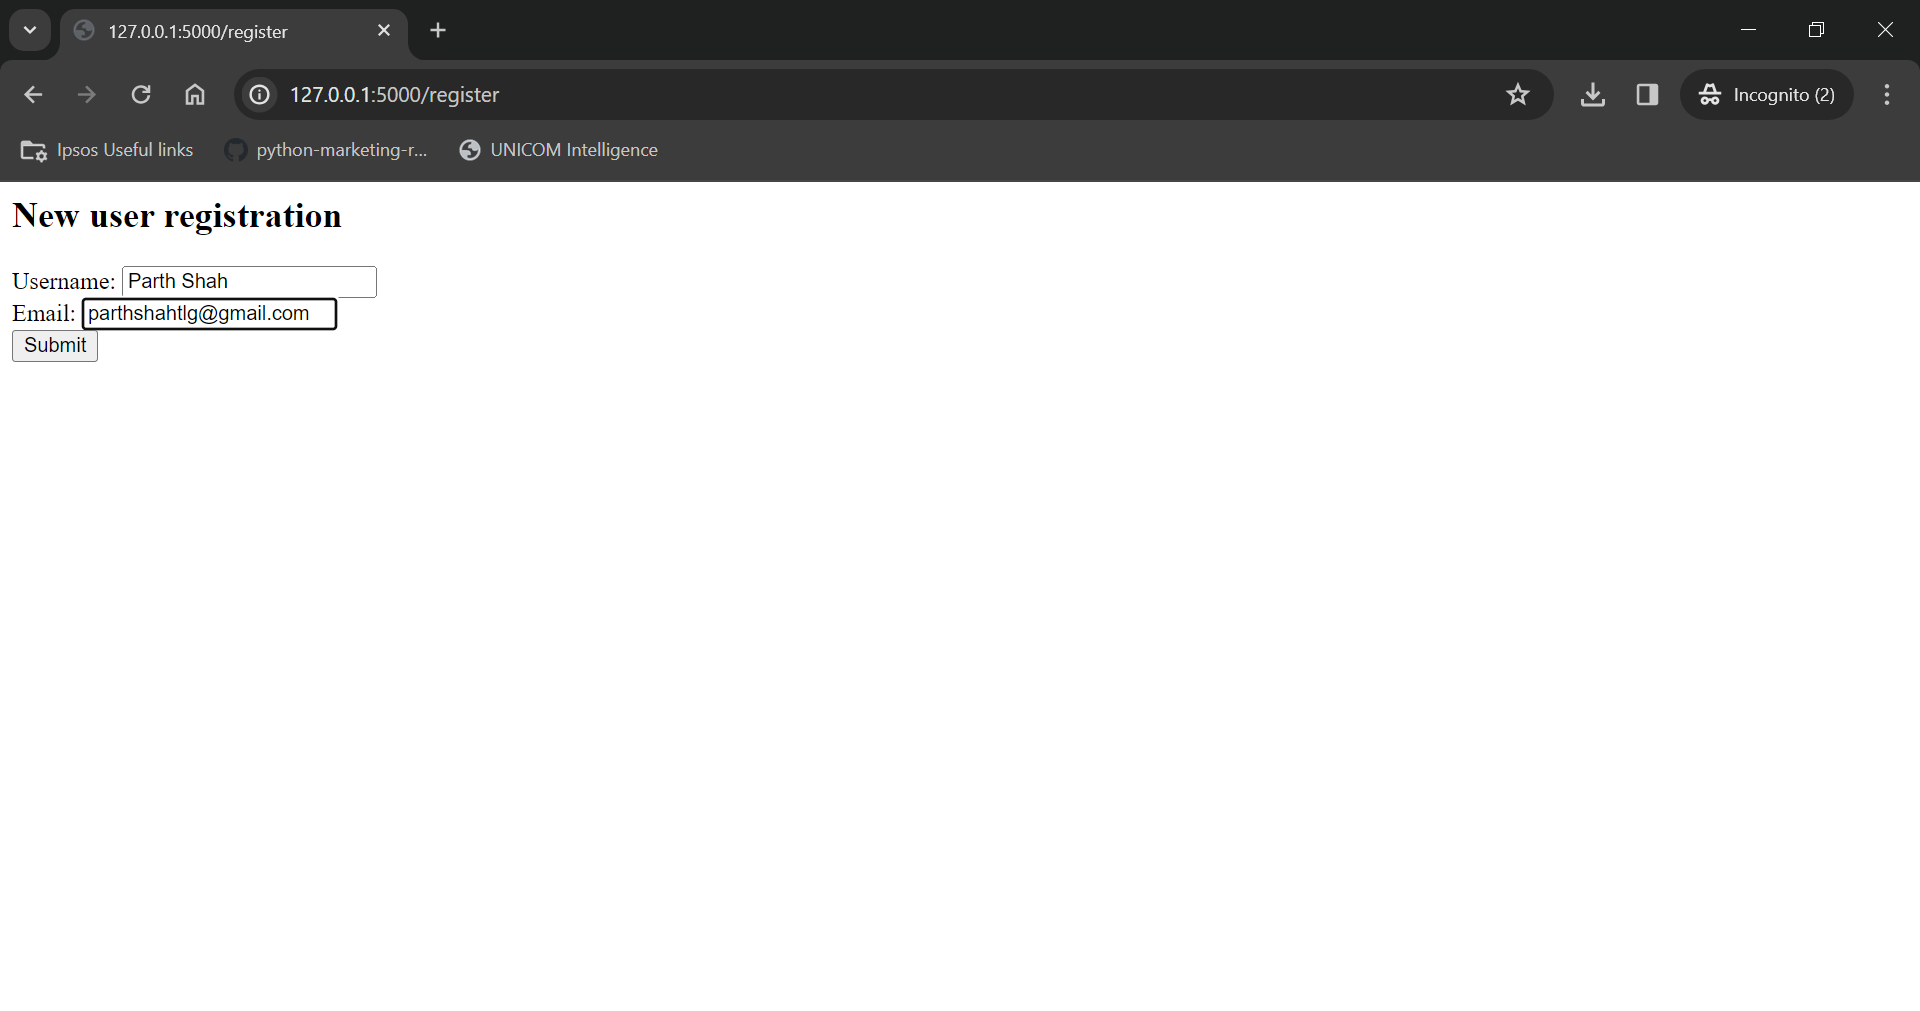 127.0.0.1:5000/register
127.0.0.1:5000/register
Incognito (2)
Ipsos Useful links python-marketing-r... UNICOM Intelligence
New user registration
Username: Parth Shah
Email: parthshahtlg@gmail.com
Submit